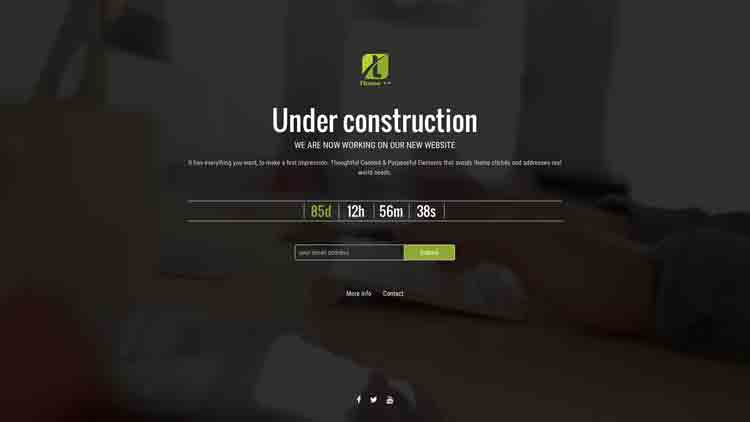 Under construction
WE ARE NOW WORKING ON OUR NEW WEBSITE
It has everything you want, to make a first impression. Thoughtful Content & Purposeful Elements that avoids theme clichés and addresses real
world needs.
85d 12h 56m 38s
your email address Submit
More Info Contact